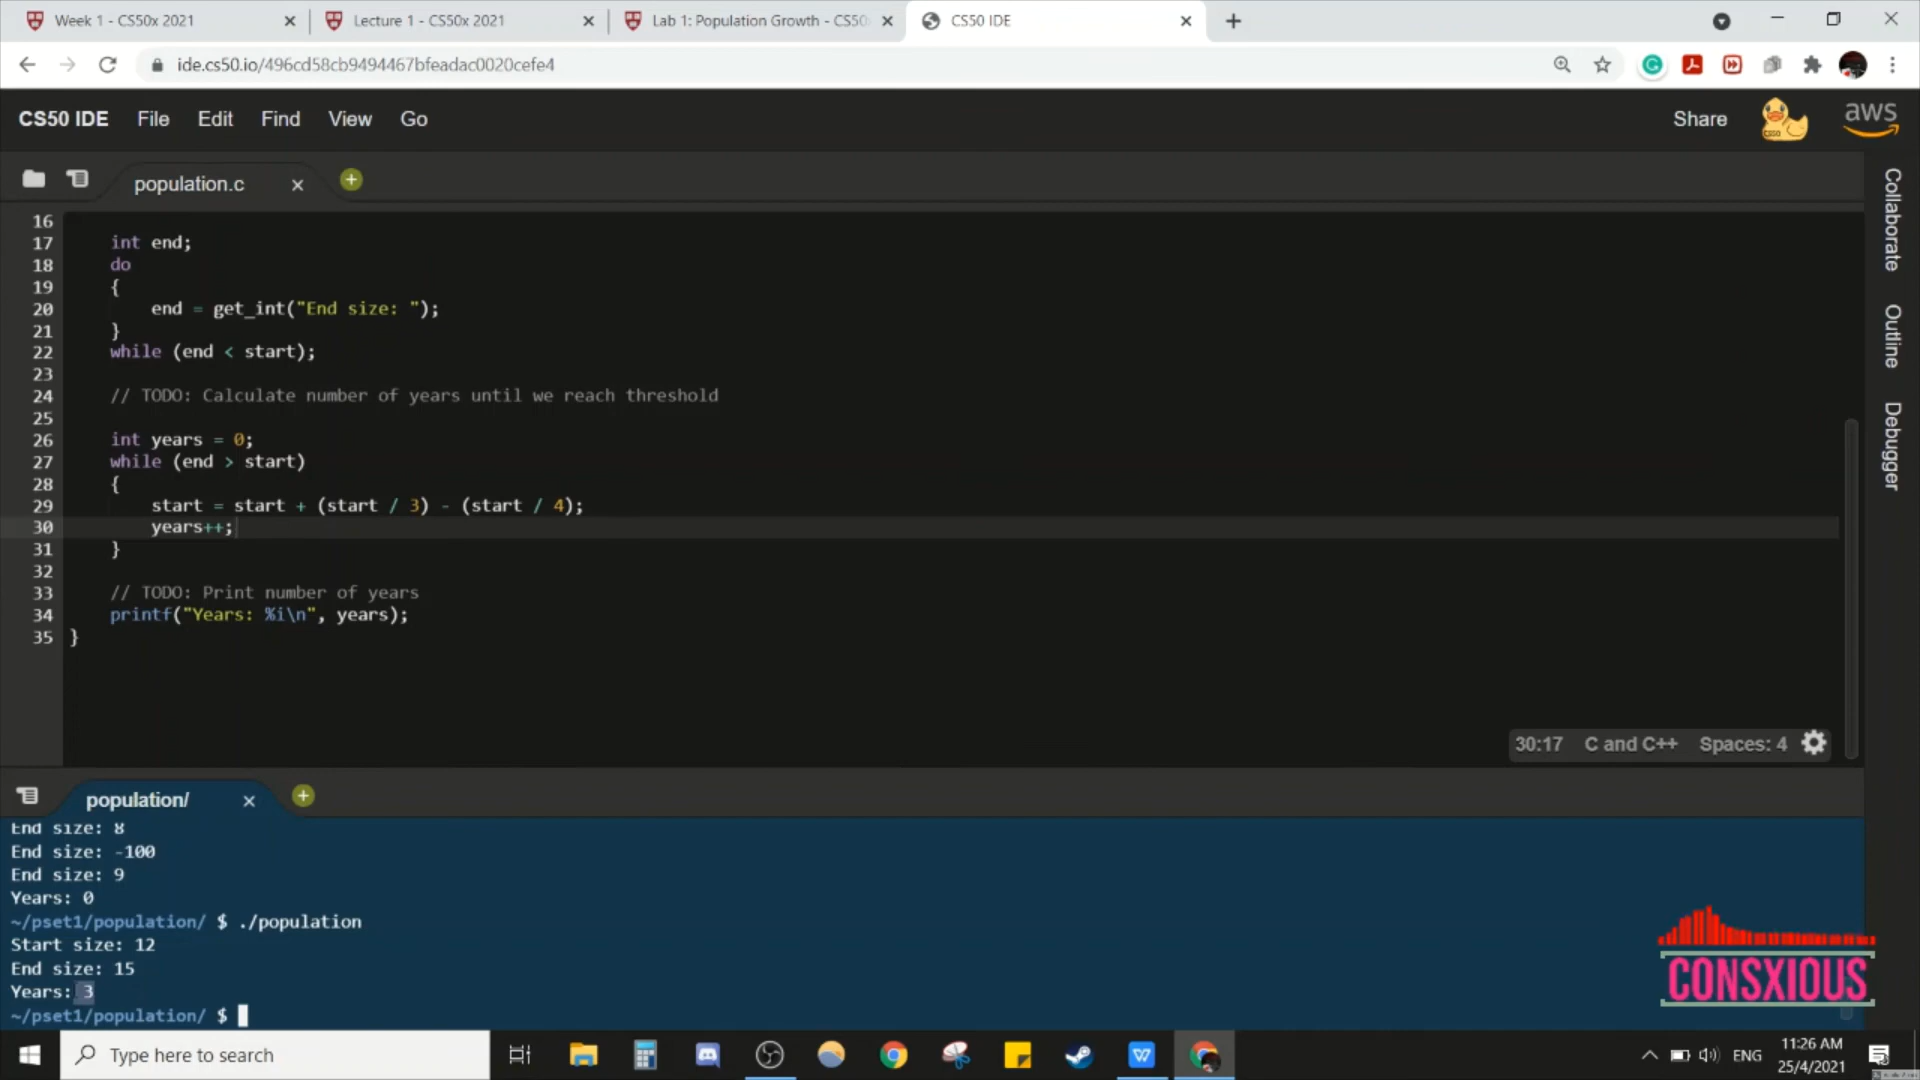 Week 1 - CS50x 2021
Lecture 1 - CS50x 2021
Lab 1: Population Growth - CS50
CS50 IDE
ide.cs50.io/496cd58cb9494467bfeadac0020cefe4
CS50 IDE File Edit Find View Go
Share
CS50
aws
population.c
Collaborate
Outline
Debugger
16
17 int end;
18 do
19 {
20 end = get_int("End size: ");
21 }
22 while (end < start);
23
24 // TODO: Calculate number of years until we reach threshold
25
26 int years = 0;
27 while (end > start)
28 {
29 start = start + (start / 3) - (start / 4);
30 years++;
31 }
32
33 // TODO: Print number of years
34 printf("Years: %i\n", years);
35 }
30:17 C and C++ Spaces: 4
population/
End size: 8
End size: -100
End size: 9
Years: 0
~/pset1/population/ $ ./population
Start size: 12
End size: 15
Years: 3
~/pset1/population/ $
CONSXIOUS
Type here to search
ENG
11:26 AM
25/4/2021